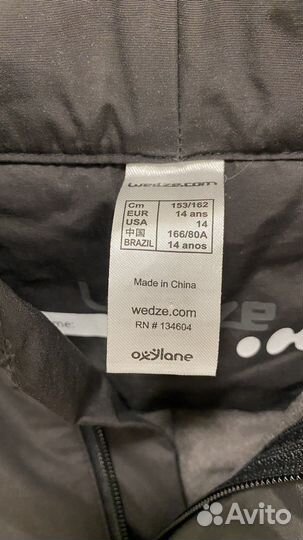 wedze.com
Cm 153/162
EUR 14 ans
USA 14
中国 166/80A
BRAZIL 14 anos
Made in China
wedze.com
RN # 134604
oxylane
me:
Avito